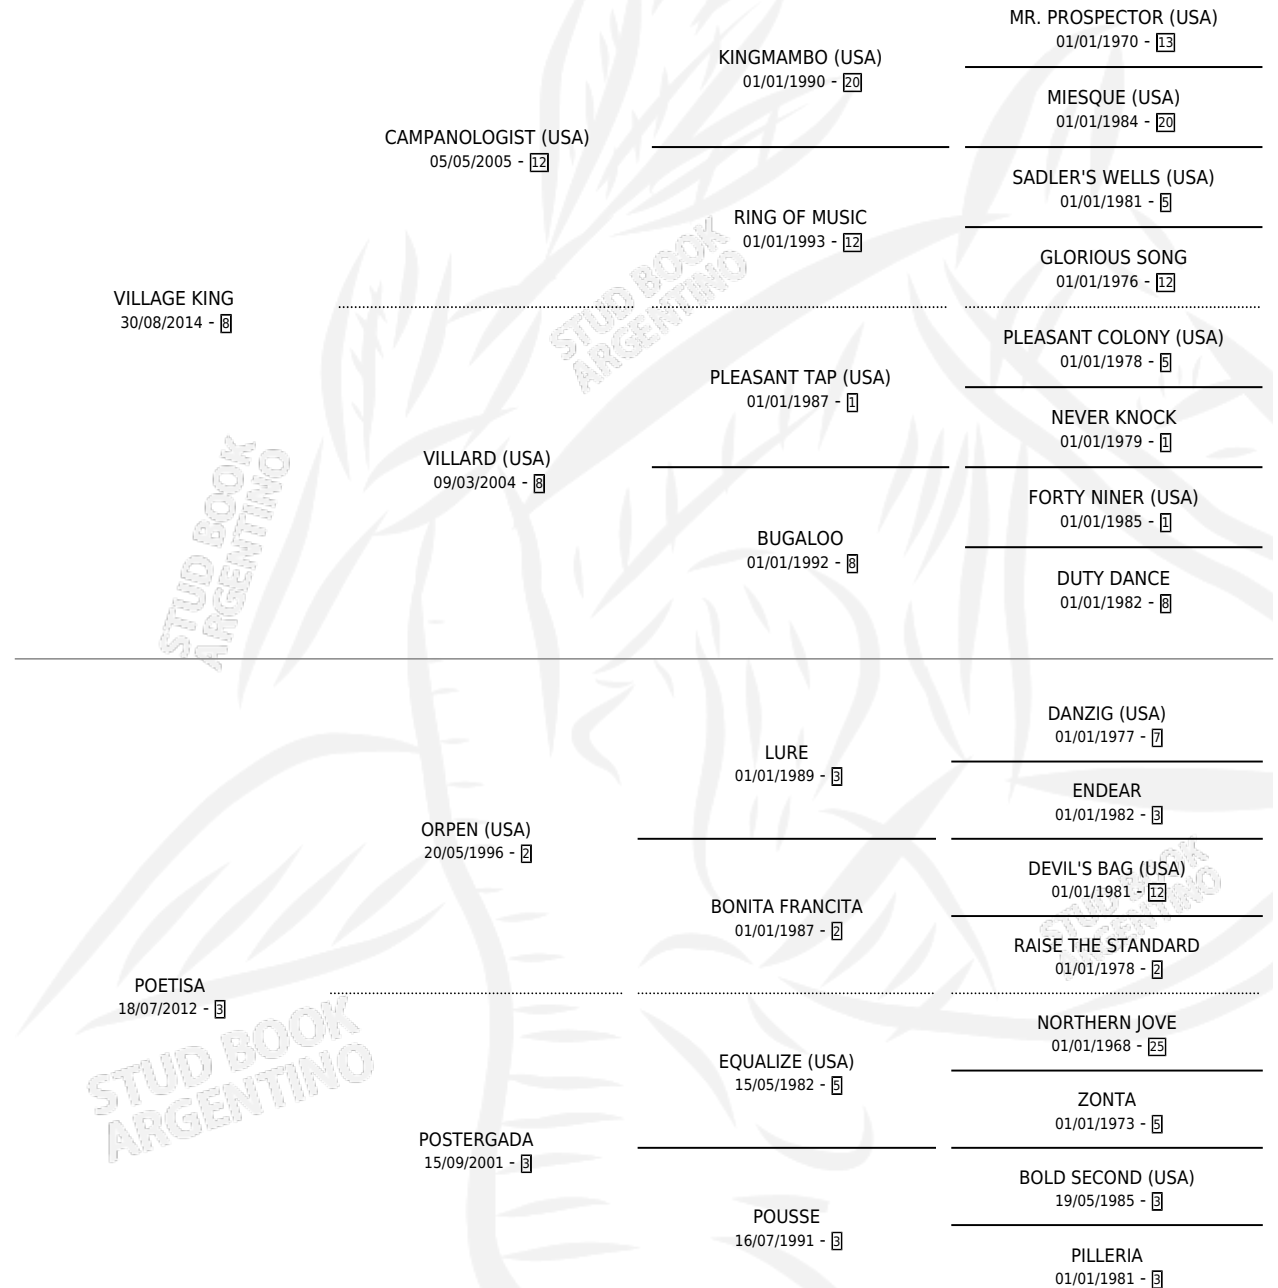 MR. PROSPECTOR (USA)
01/01/1970 - 13
KINGMAMBO (USA)
01/01/1990 - 20
MIESQUE (USA)
01/01/1984 - 20
CAMPANOLOGIST (USA)
05/05/2005 - 12
SADLER'S WELLS (USA)
01/01/1981 - 5
RING OF MUSIC
01/01/1993 - 12
GLORIOUS SONG
01/01/1976 - 12
VILLAGE KING
30/08/2014 - 8
PLEASANT COLONY (USA)
01/01/1978 - 5
PLEASANT TAP (USA)
01/01/1987 - 1
NEVER KNOCK
01/01/1979 - 1
VILLARD (USA)
09/03/2004 - 8
FORTY NINER (USA)
01/01/1985 - 1
BUGALOO
01/01/1992 - 8
DUTY DANCE
01/01/1982 - 8
DANZIG (USA)
01/01/1977 - 7
LURE
01/01/1989 - 3
ENDEAR
01/01/1982 - 3
ORPEN (USA)
20/05/1996 - 2
DEVIL'S BAG (USA)
01/01/1981 - 12
BONITA FRANCITA
01/01/1987 - 2
RAISE THE STANDARD
01/01/1978 - 2
POETISA
18/07/2012 - 3
NORTHERN JOVE
01/01/1968 - 25
EQUALIZE (USA)
15/05/1982 - 5
ZONTA
01/01/1973 - 5
POSTERGADA
15/09/2001 - 3
BOLD SECOND (USA)
19/05/1985 - 3
POUSSE
16/07/1991 - 3
PILLERIA
01/01/1981 - 3
STUD BOOK
ARGENTINO
STUD BOOK
ARGENTINO
STUD BOOK
ARGENTINO
STUD BOOK
ARGENTINO